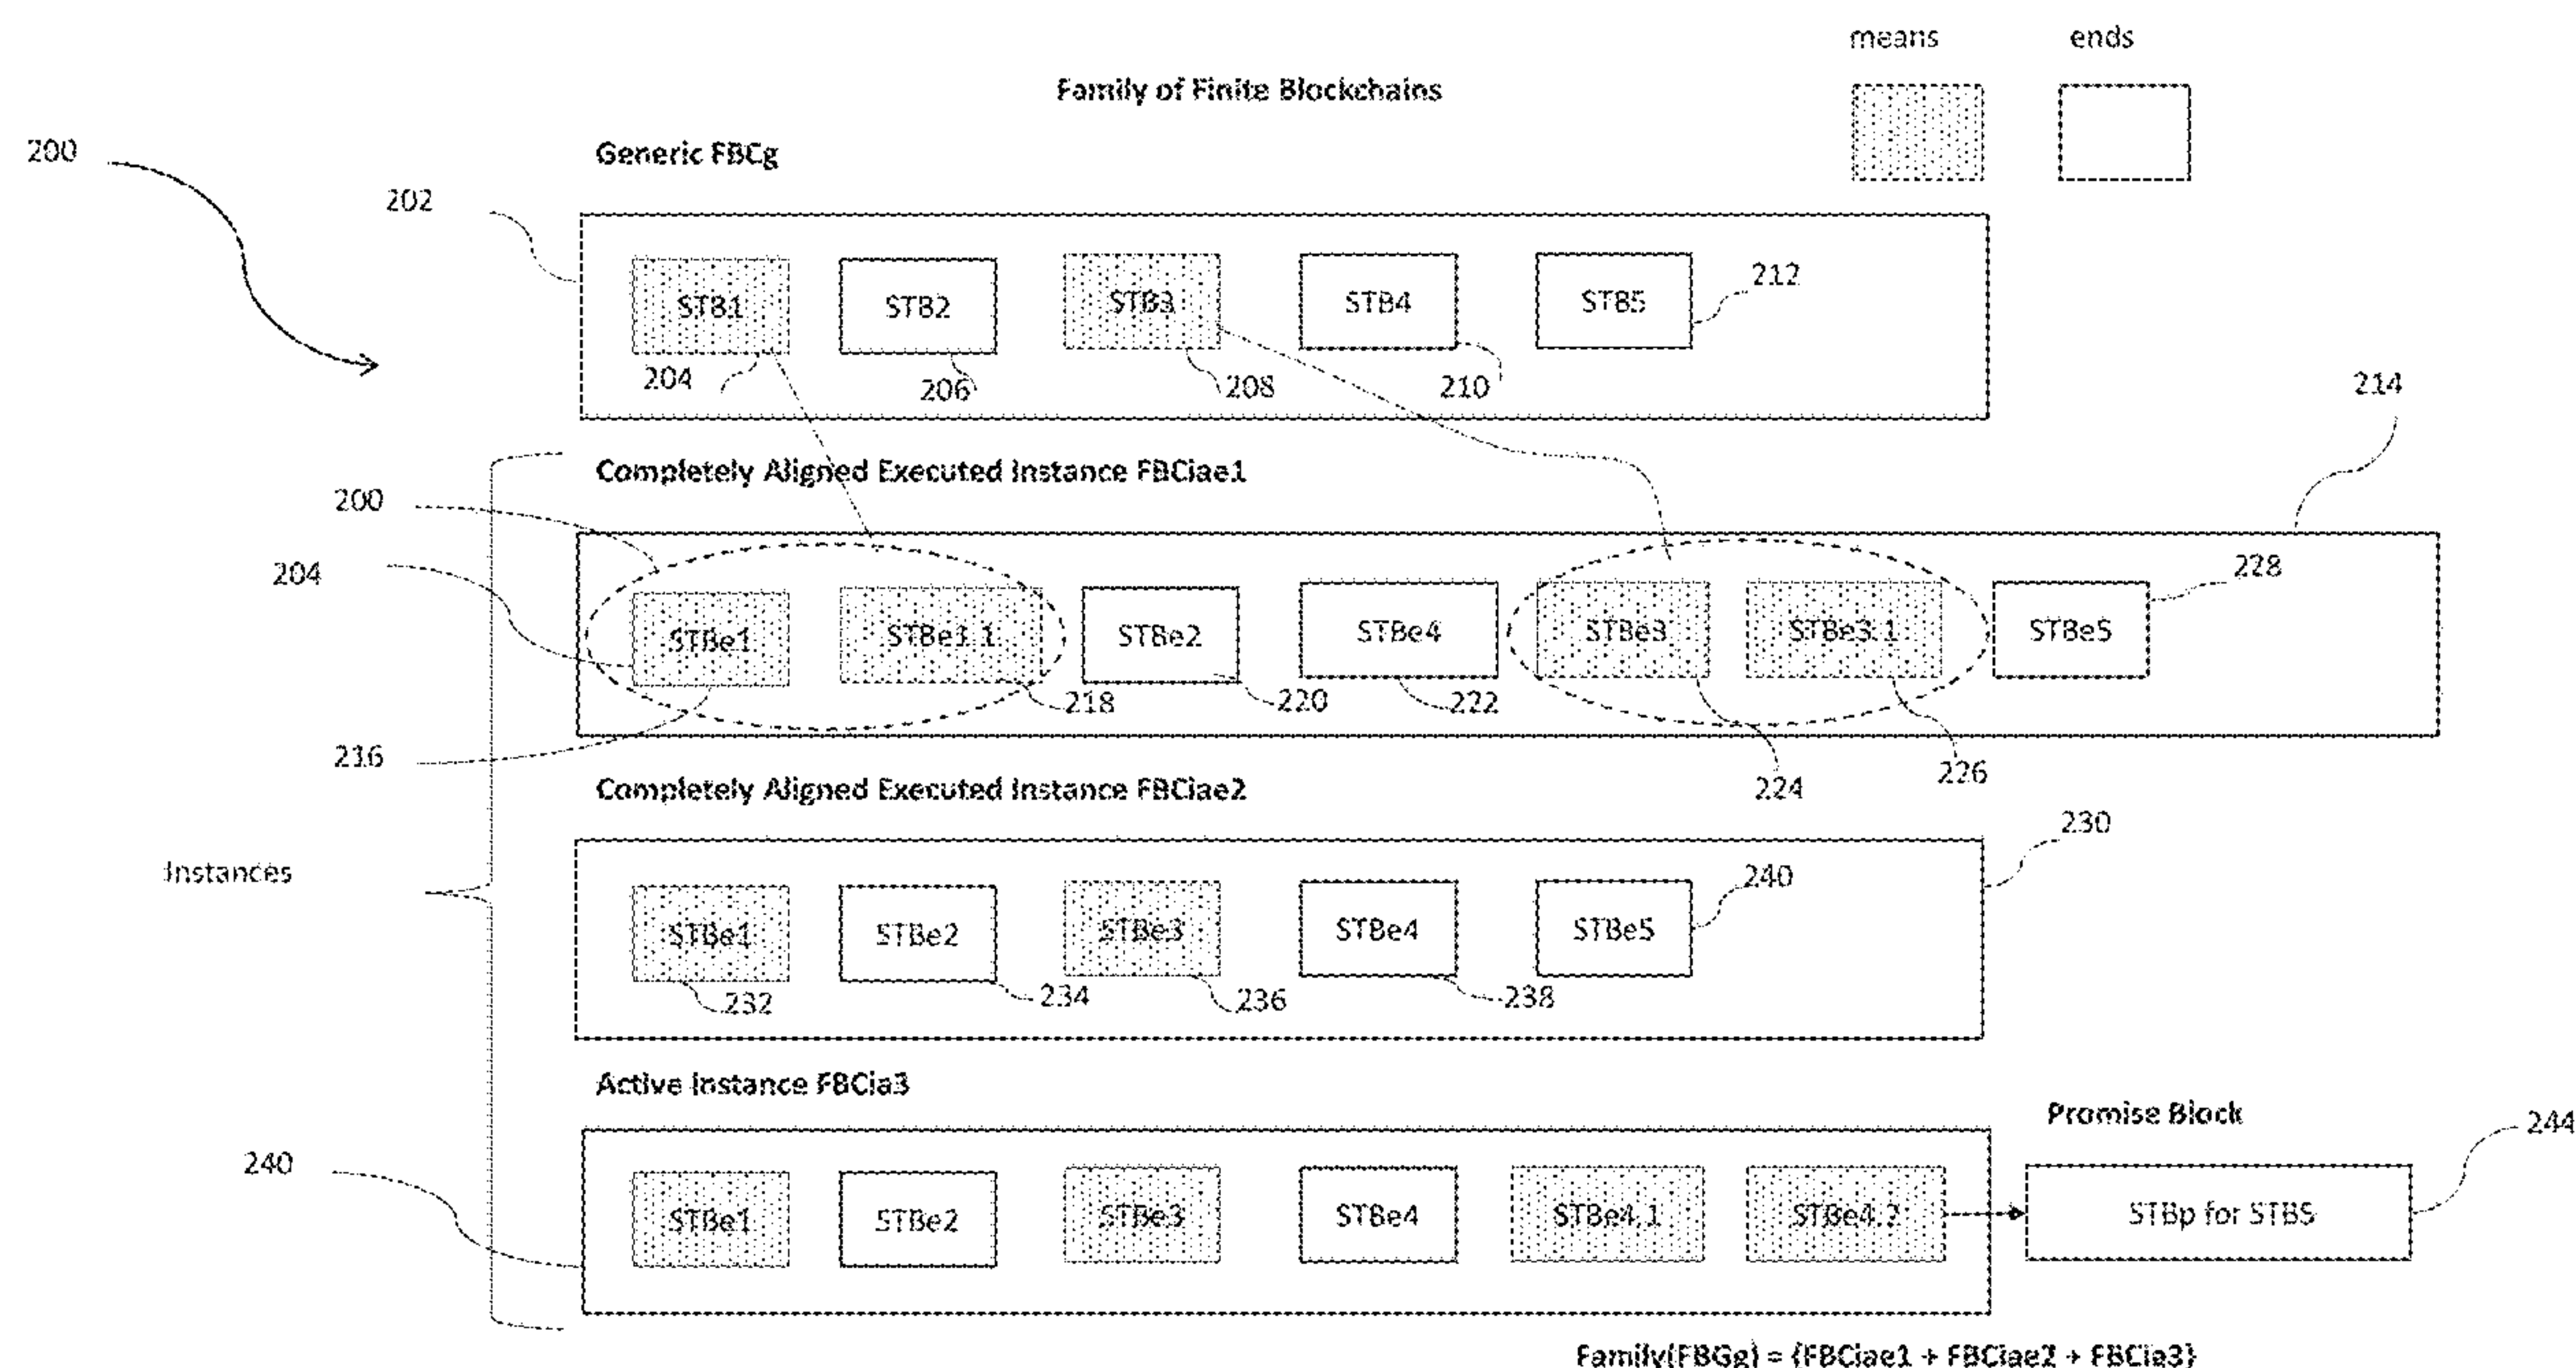 means ends
Family of Finite Blockchains
200
Generic FBCg
202
STB1 STB2 STB3 STB4 STB5
212
204 206 208 210
214
Completely Aligned Executed Instance FBCiae1
200
204
228
STBe1 STBe1.1 STBe2 STBe4 STBe3 STBe3.1 STBe5
218 220 222
216
224 226
Completely Aligned Executed Instance FBCiae2
230
Instances
240
STBe1 STBe2 STBe3 STBe4 STBe5
232 234 236 238
Active Instance FBCia3
Promise Block
244
240
STBe1 STBe2 STBe3 STBe4 STBe4.1 STBe4.2 STBp for STB5
Family(FBGg) = {FBCiae1 + FBCiae2 + FBCia3}